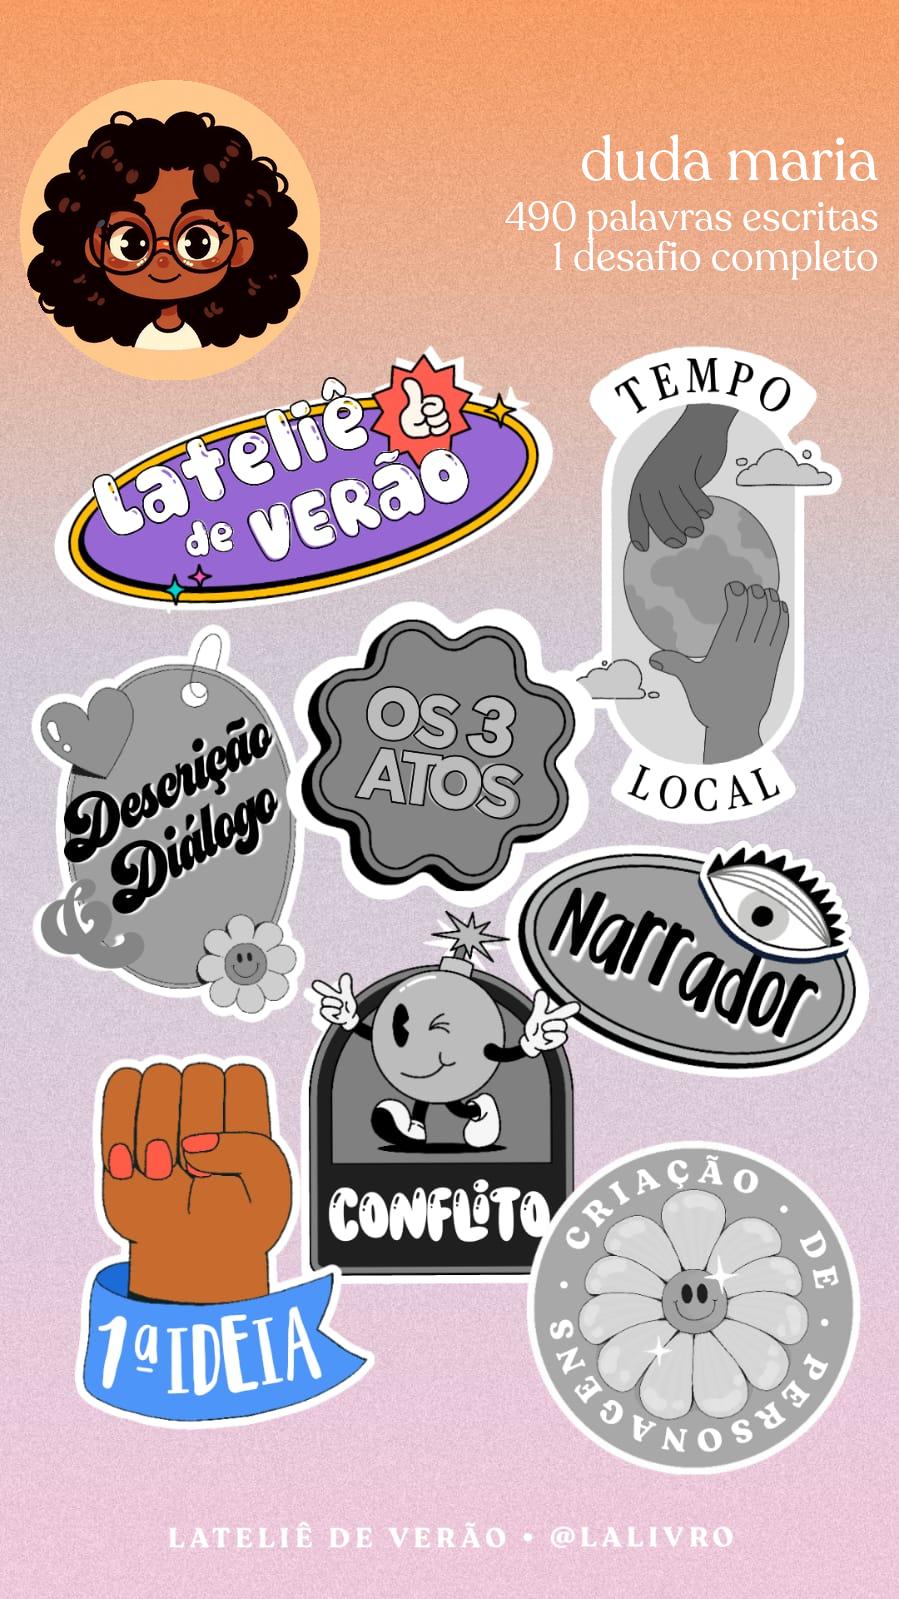 duda maria
490 palavras escritas
1 desafio completo
Lateliê
de VERÃO
TEMPO
LOCAL
Descrição
&
Diálogo
OS 3
ATOS
Narrador
CONFLITO
1ª IDEIA
CRIAÇÃO · DE · PERSONAGENS ·
LATELIÊ DE VERÃO • @LALIVRO